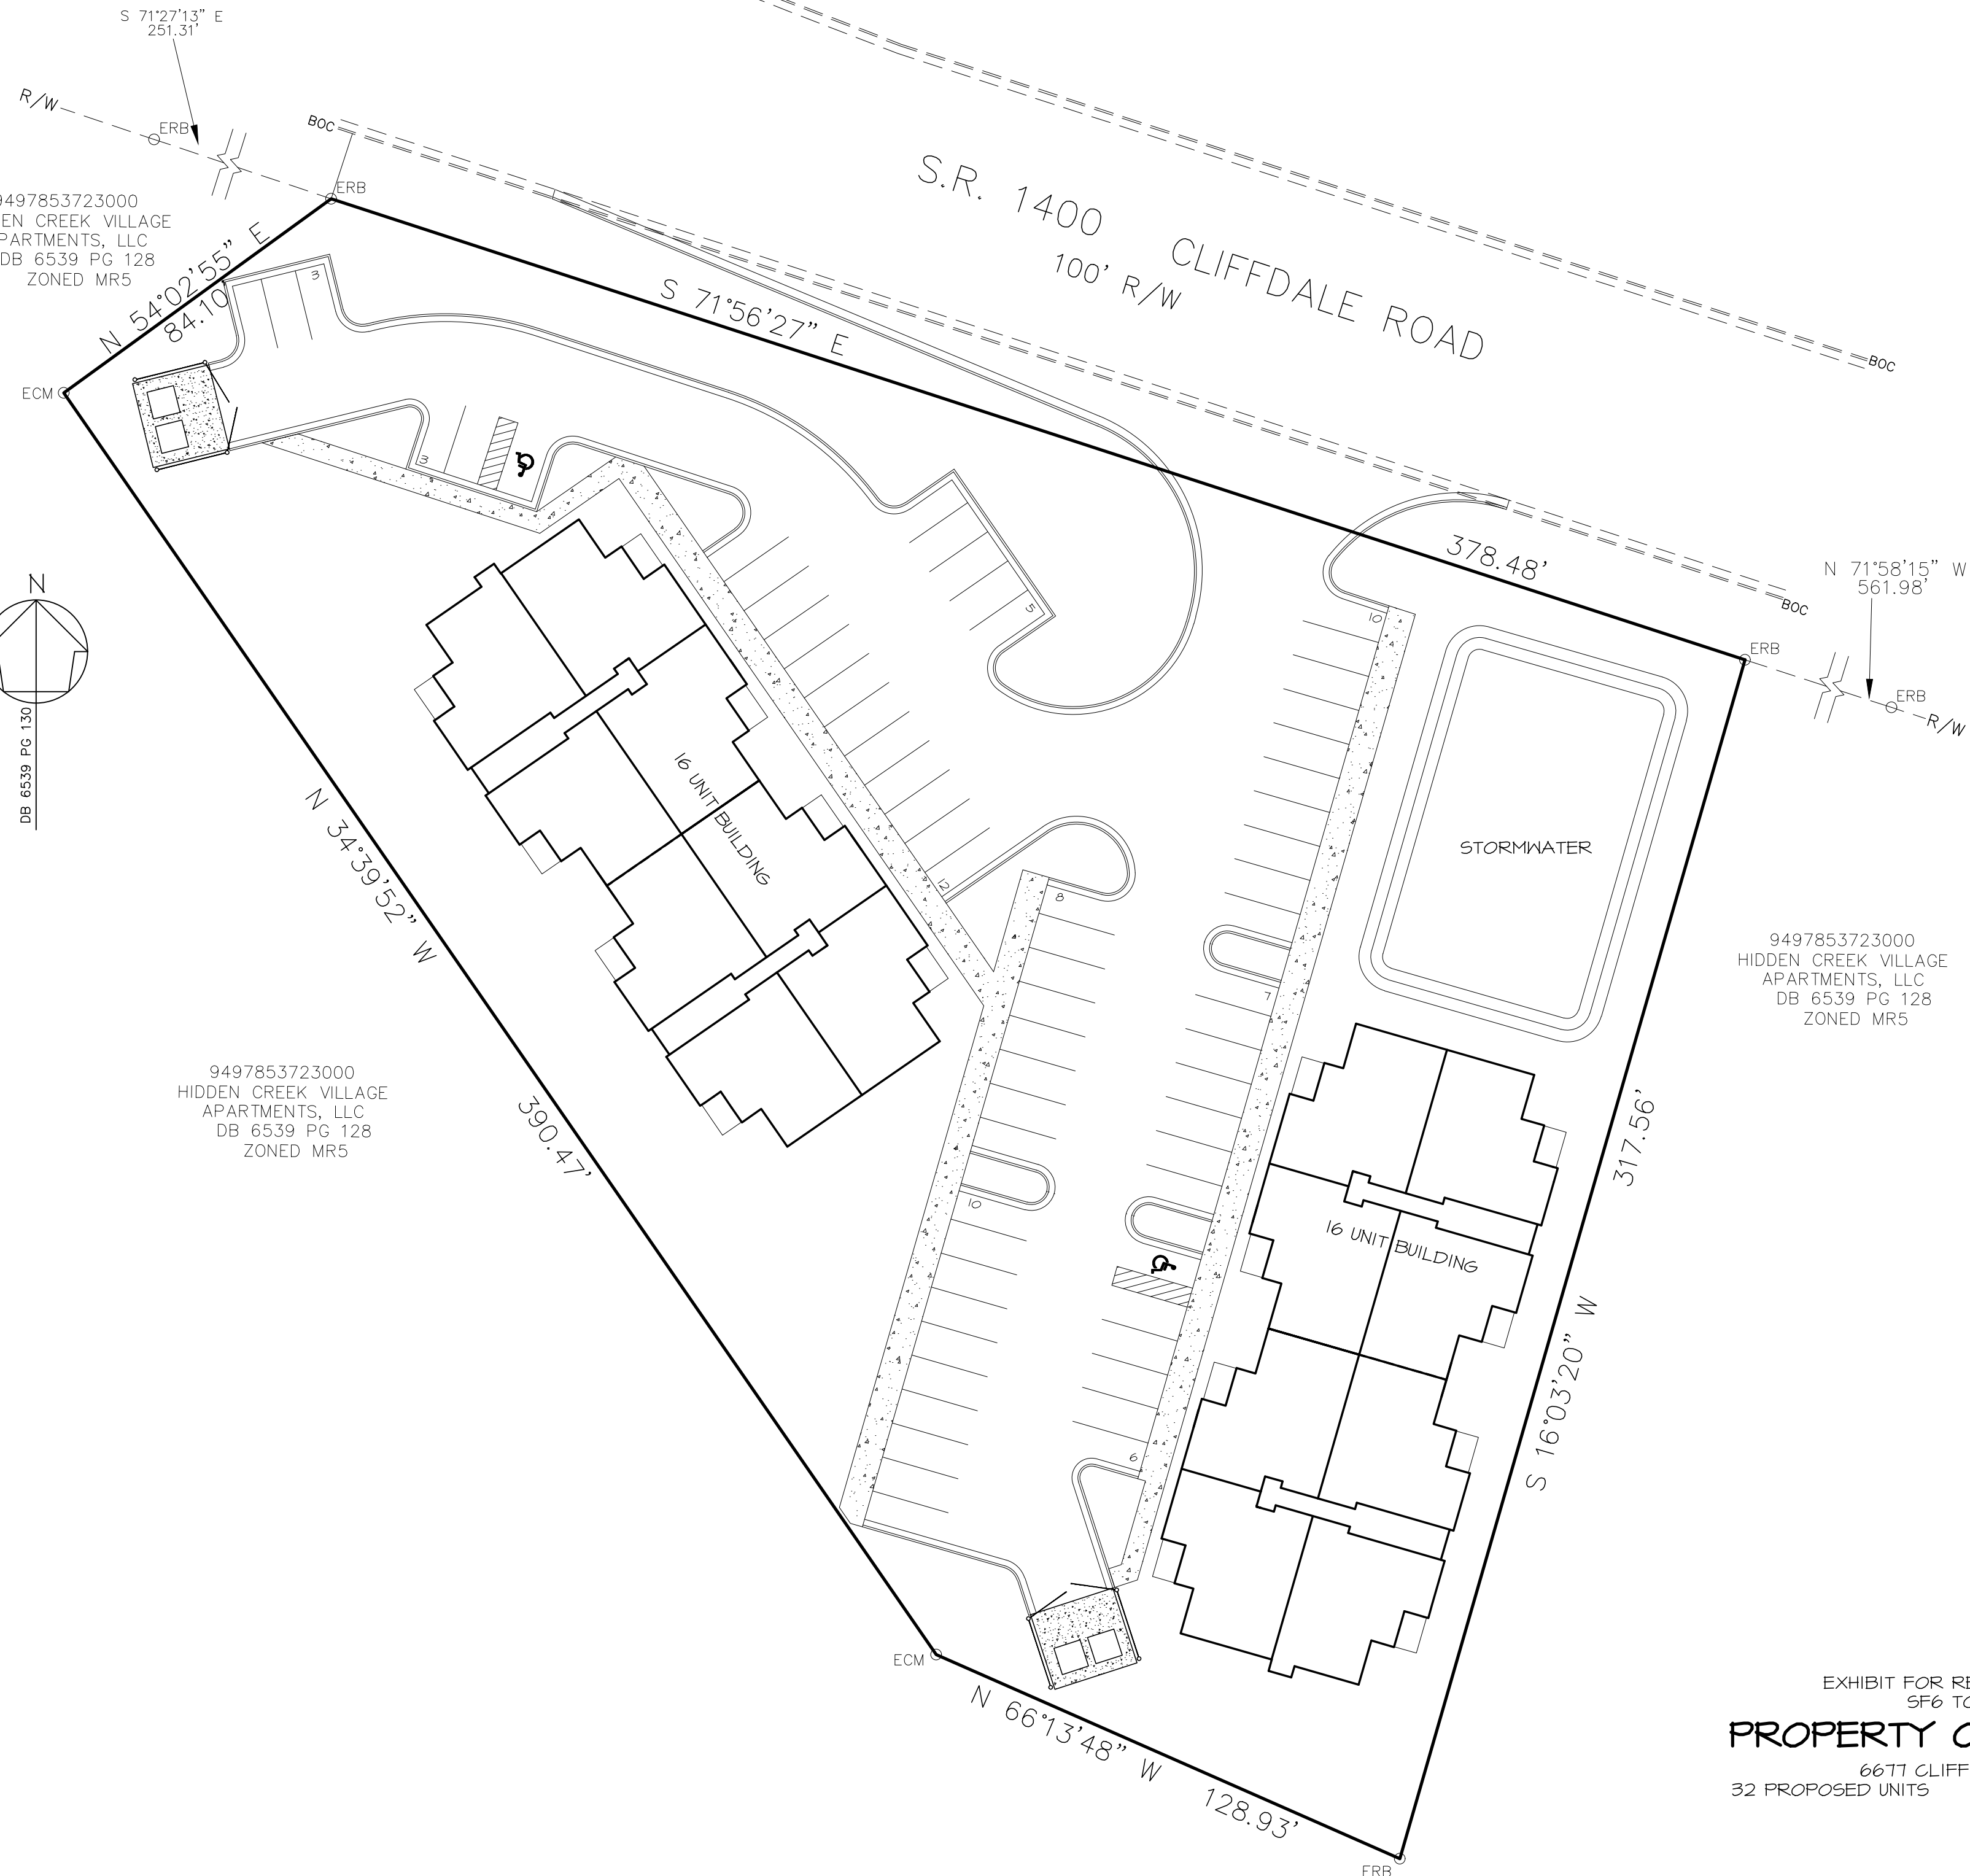 S 71°27'13" E
251.31'
R/W
ERB
BOC
ERB
9497853723000
CREEK VILLAGE
LLC
DB 6539 PG 128
ZONED MR5
N 54°02'55" E
84.10'
ECM
3
3
S.R. 1400 CLIFFDALE ROAD
100' R/W
BOC
S 71°56'27" E
378.48'
N 71°58'15" W
561.98'
BOC
ERB
ERB
R/W
N
DB 6539 PG 130
5
10
16 UNIT BUILDING
STORMWATER
12
8
7
N 34°39'52" W
390.47'
9497853723000
HIDDEN CREEK VILLAGE
APARTMENTS, LLC
DB 6539 PG 128
ZONED MR5
9497853723000
HIDDEN CREEK VILLAGE
APARTMENTS, LLC
DB 6539 PG 128
ZONED MR5
317.56'
S 16°03'20" W
10
16 UNIT BUILDING
6
ECM
N 66°13'48" W 128.93'
ERB
EXHIBIT FOR
SF6
PROPERTY
6677
32 PROPOSED UNITS